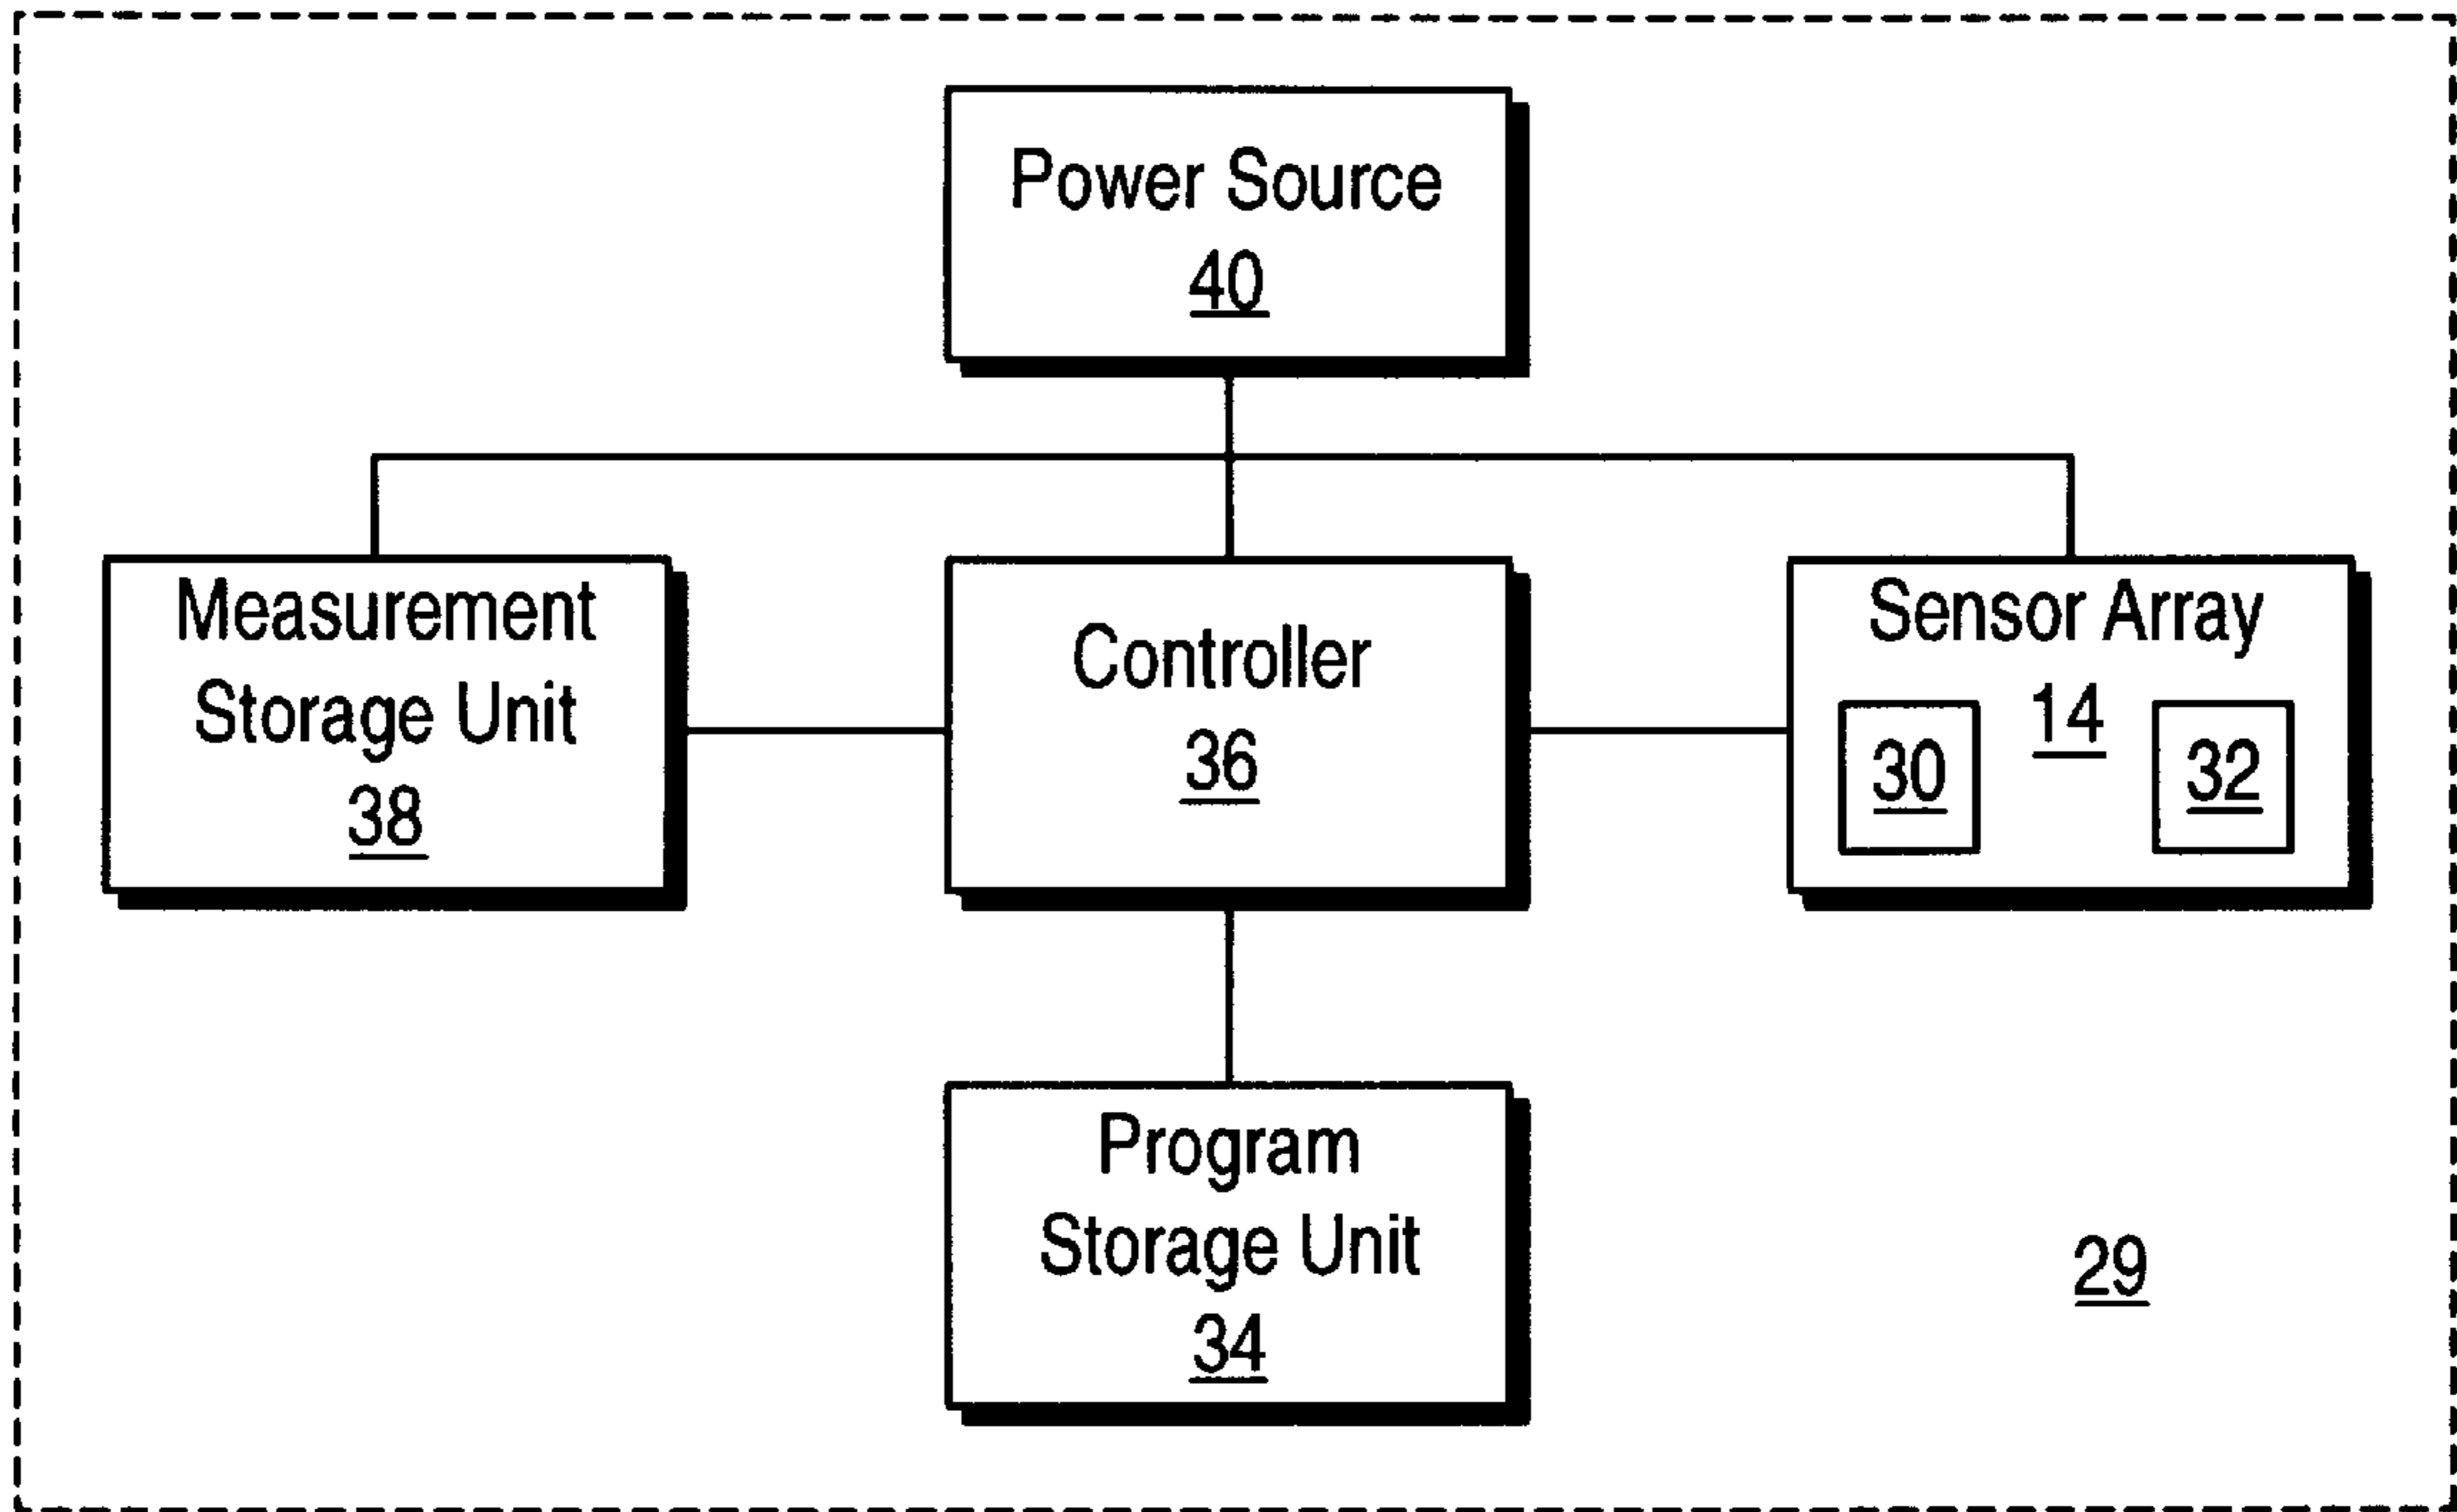 Power Source
40
Measurement
Storage Unit
38
Controller
36
Sensor Array
14
30
32
Program
Storage Unit
34
29